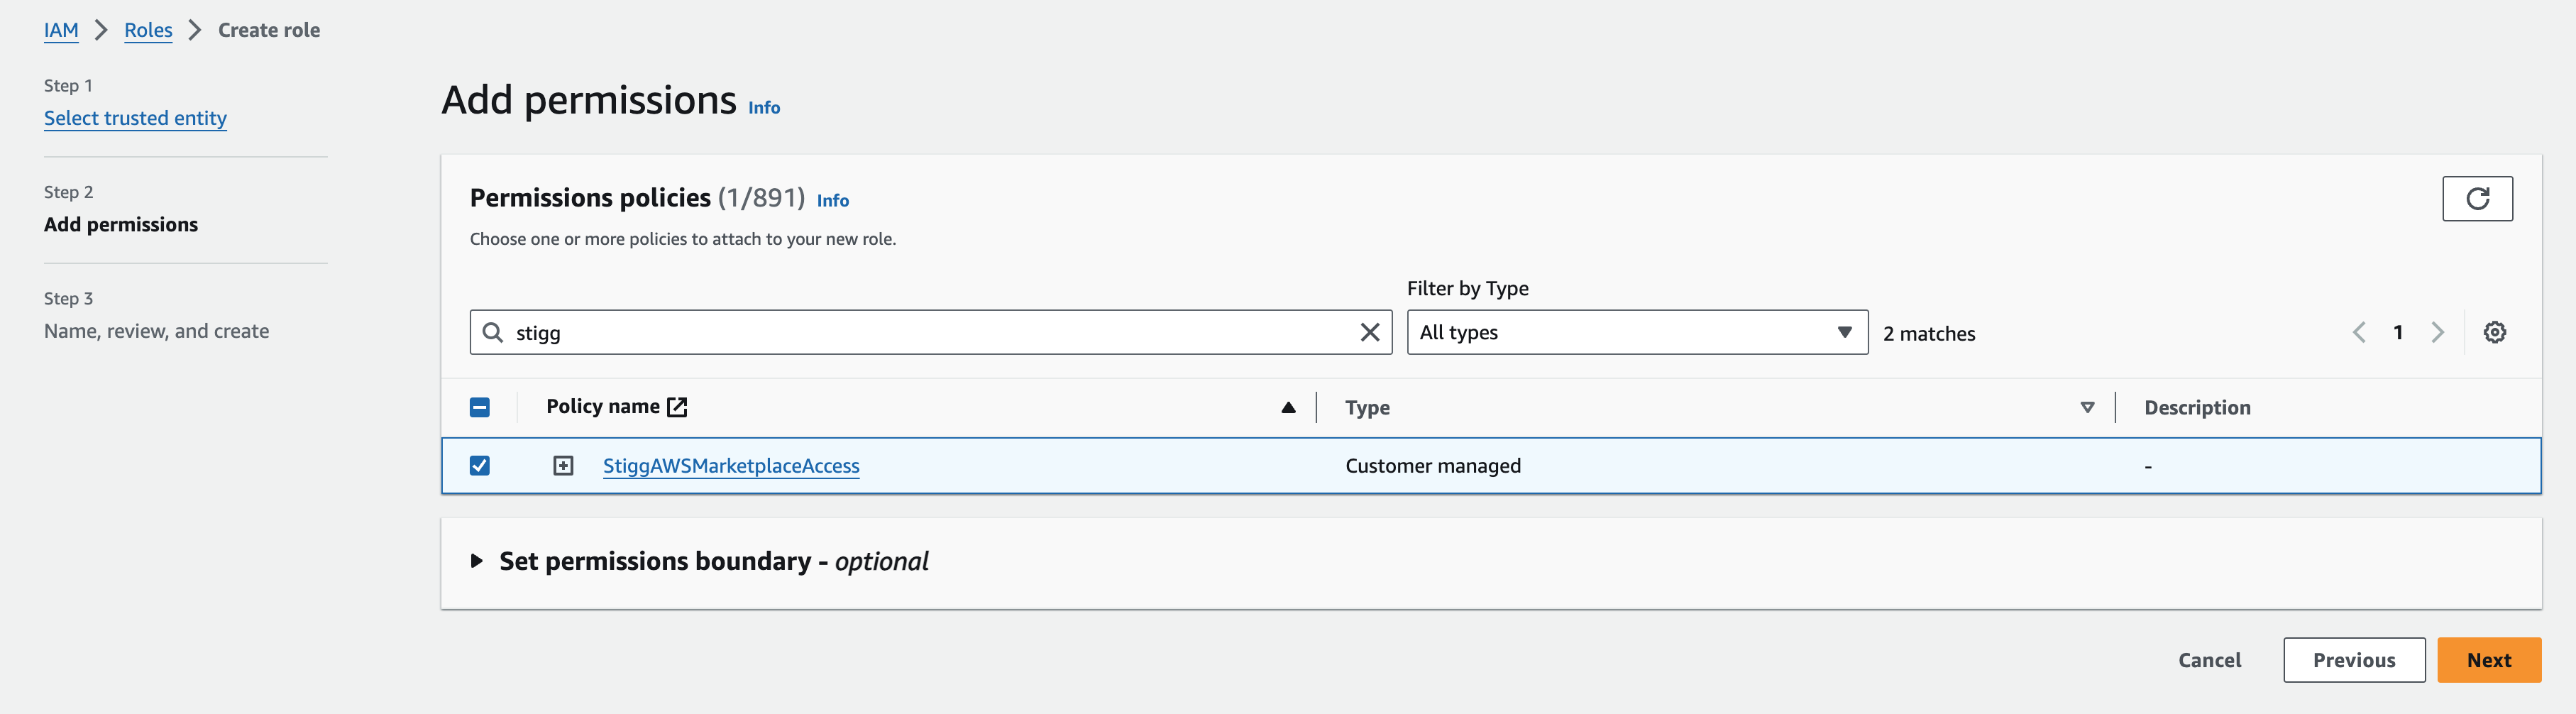 IAM > Roles > Create role
Step 1
Select trusted entity
Step 2
Add permissions
Step 3
Name, review, and create
Add permissions Info
Permissions policies (1/891) Info
Choose one or more policies to attach to your new role.
Filter by Type
stigg
All types
2 matches
1
Policy name
Type
Description
StiggAWSMarketplaceAccess
Customer managed
-
Set permissions boundary - optional
Cancel
Previous
Next